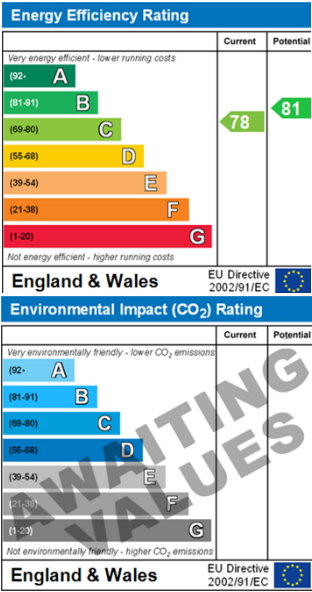 Energy Efficiency Rating
Current Potential
Very energy efficient - lower running costs
(92- A
(81-91) B
(69-80) C
(55-68) D
(39-54) E
(21-38) F
(1-20) G
78
81
Not energy efficient - higher running costs
England & Wales
EU Directive
2002/91/EC
Environmental Impact (CO2) Rating
Current Potential
Very environmentally friendly - lower CO2 emissions
(92- A
(81-91) B
(69-80) C
(55-68) D
(39-54) E
(21-38) F
(1-20) G
AWAITING
VALUES
Not environmentally friendly - higher CO2 emissions
England & Wales
EU Directive
2002/91/EC